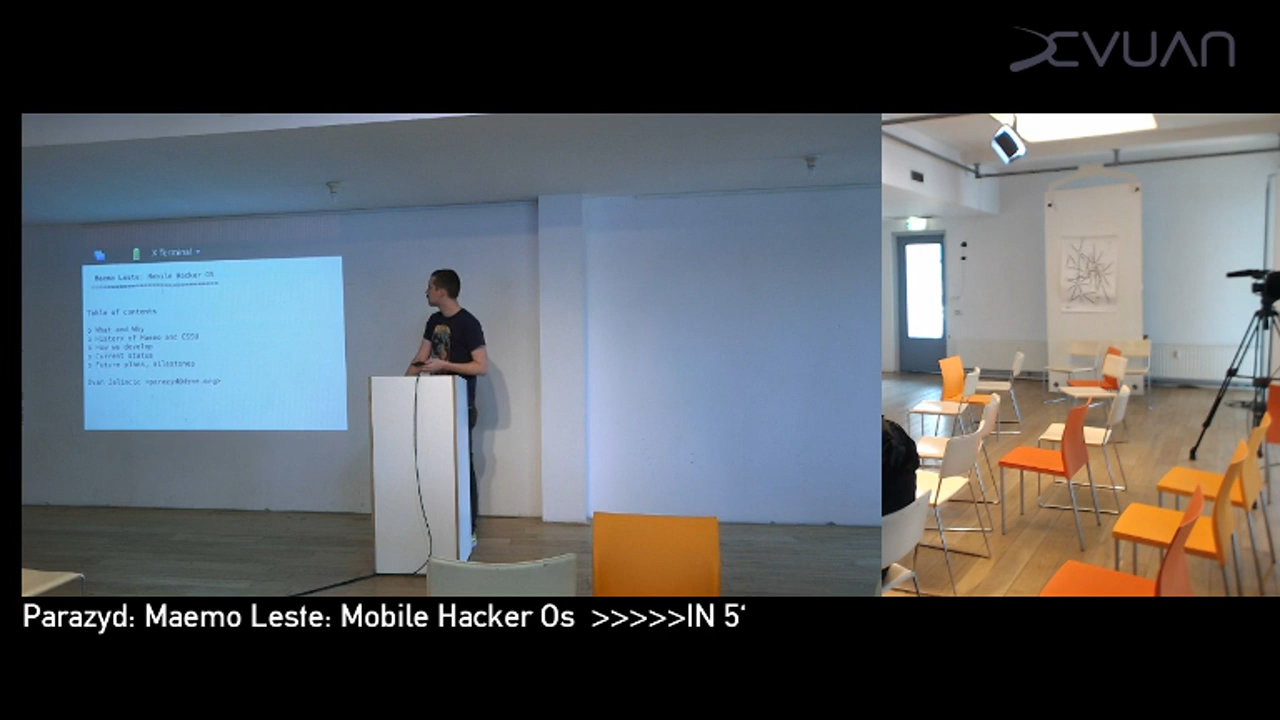 DEVUAN
X Terminal
Maemo Leste: Mobile Hacker OS
Table of contents
> What and Why
> History of Maemo and CSSU
> How we develop
> Current status
> Future plans, milestones
Parazyd: Maemo Leste: Mobile Hacker Os >>>>>IN 5‘